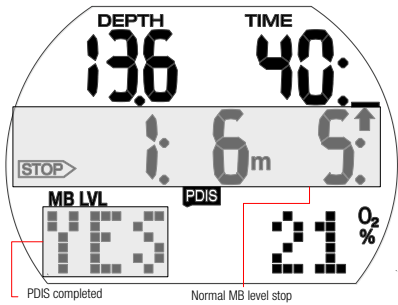 DEPTH TIME
13.6 40:
STOP 1: 6m 5:
MB LVL PDIS
YES 21 O2 %
PDIS completed Normal MB level stop